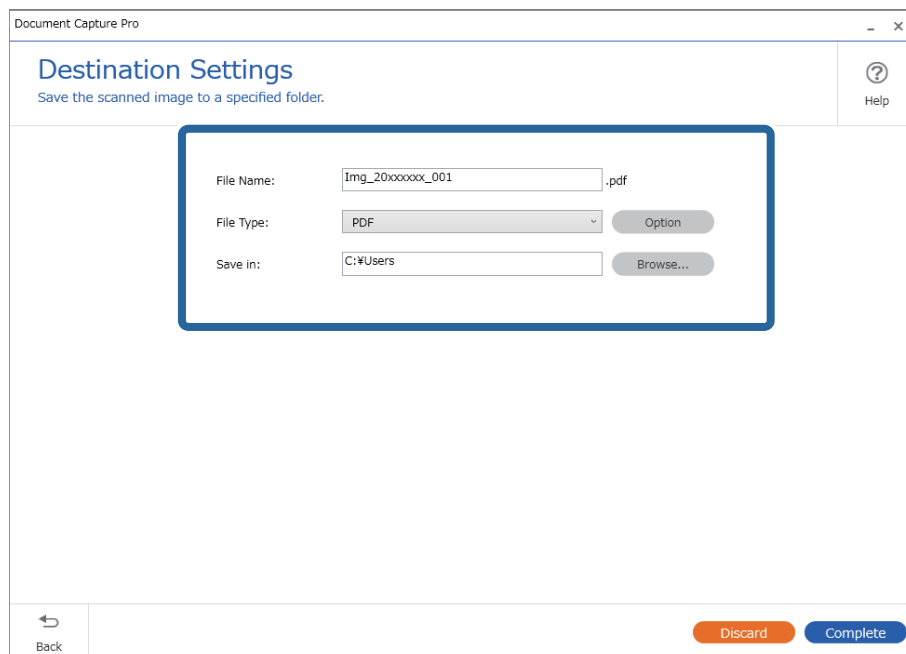 Document Capture Pro
Destination Settings
Save the scanned image to a specified folder.
Help
File Name: Img_20xxxxxx_001 .pdf
File Type: PDF Option
Save in: C:¥Users Browse...
Back
Discard Complete